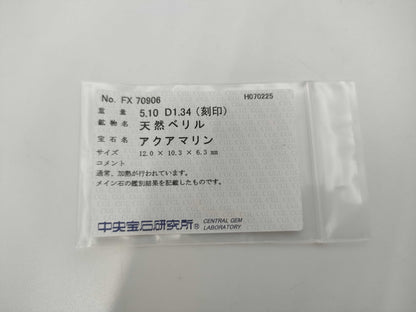 No. FX 70906 H070225
重量 5.10 D1.34 (刻印)
鉱物名 天然ベリル
宝石名 アクアマリン
サイズ 12.0 × 10.3 × 6.3 mm
コメント
通常、加熱が行われています。
メイン石の鑑別結果を記載したものです。
中央宝石研究所® CENTRAL GEM
LABORATORY